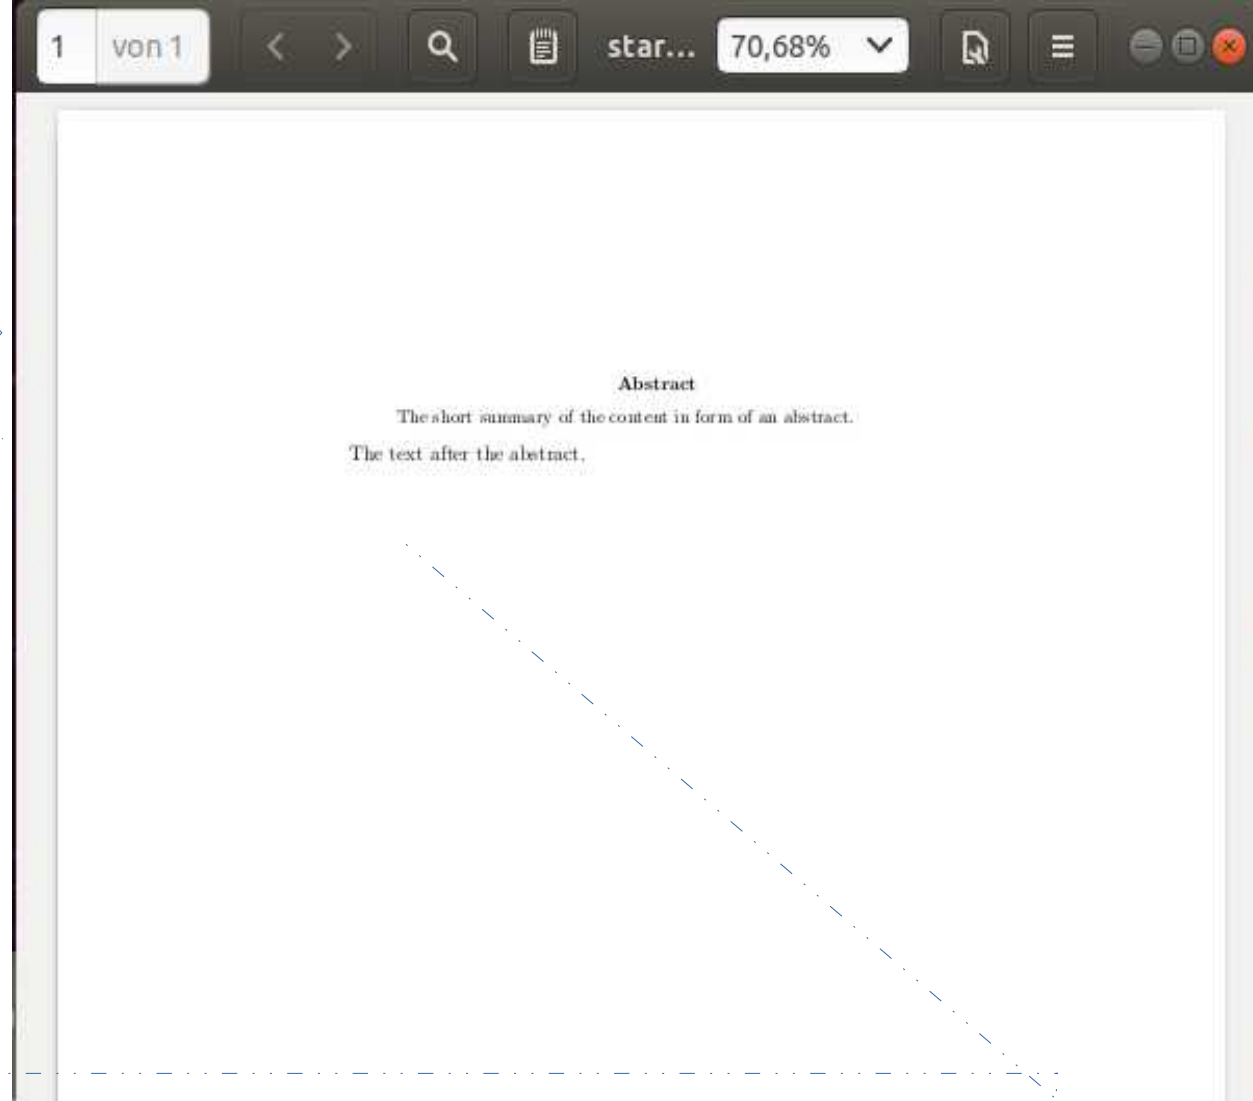 1 von 1 star... 70,68%
Abstract
The short summary of the content in form of an abstract.
The text after the abstract.